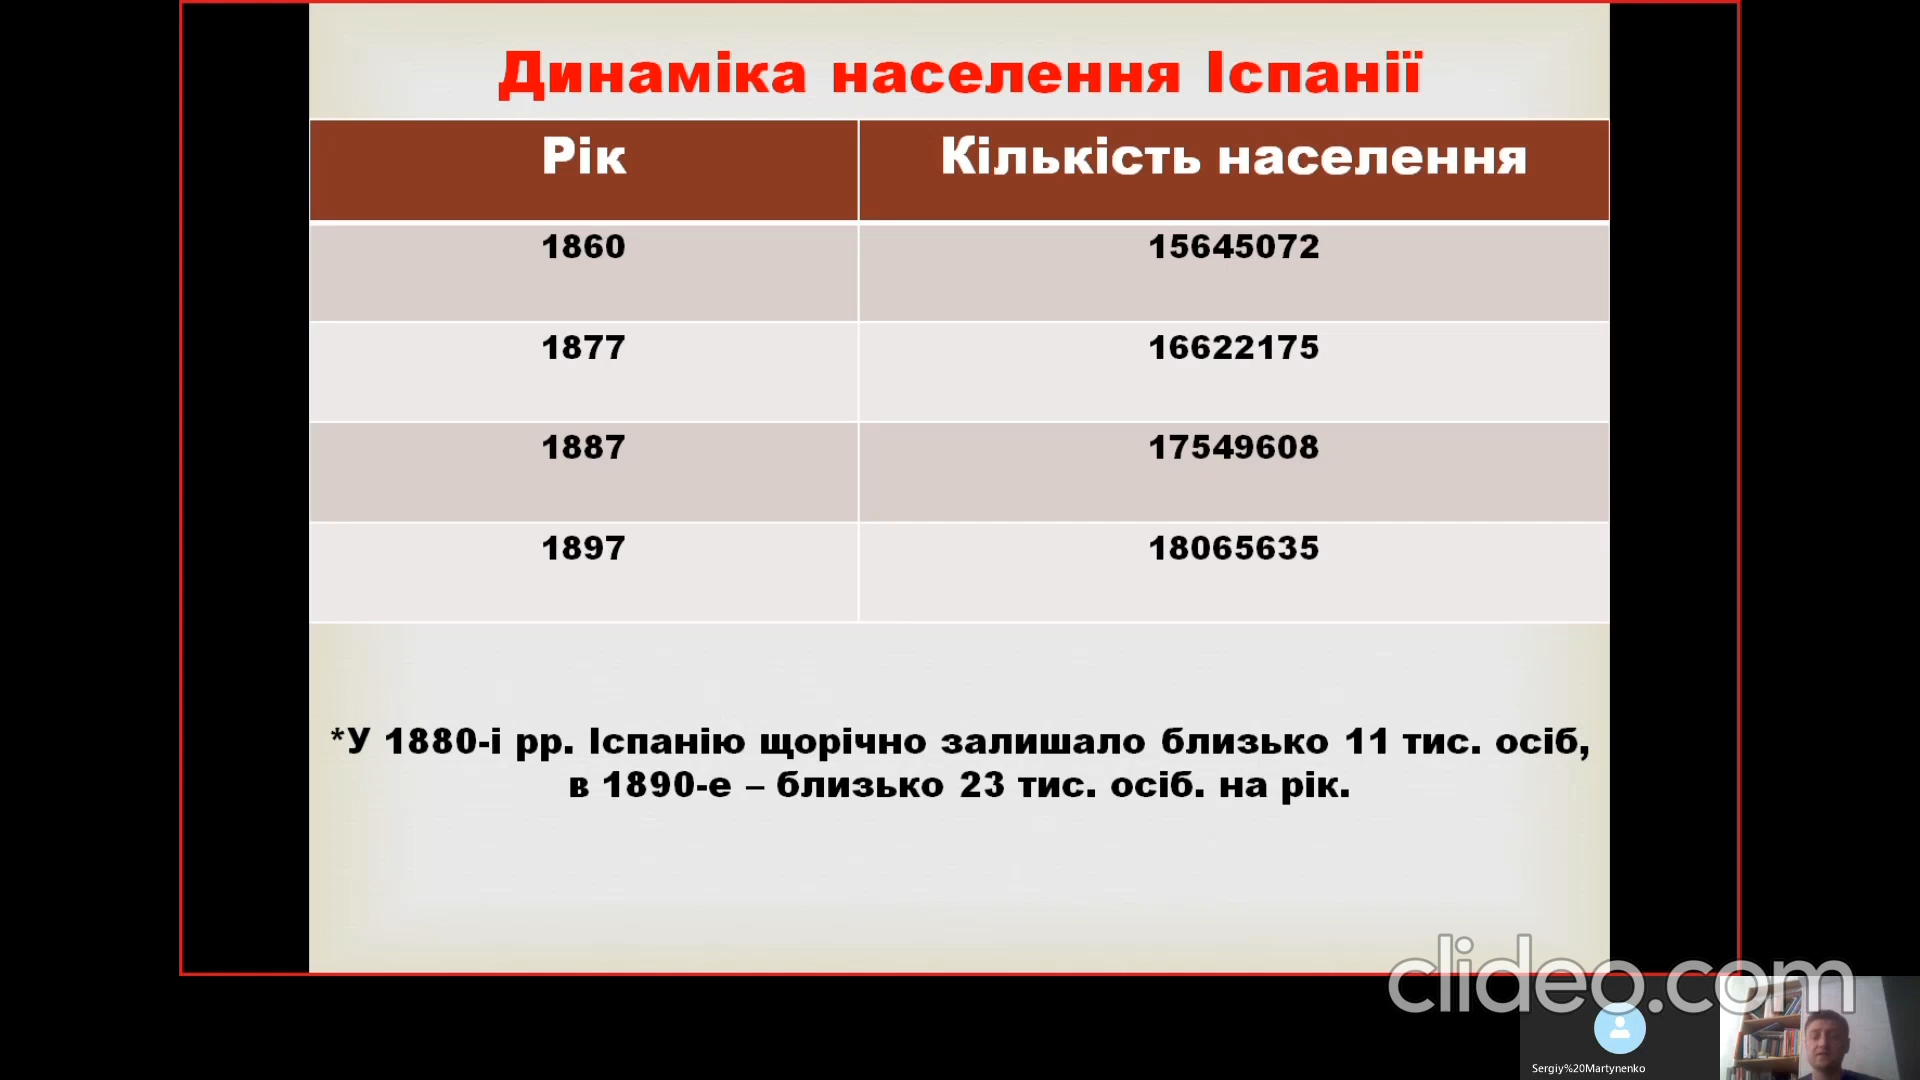 Динаміка населення Іспанії
Рік Кількість населення
1860 15645072
1877 16622175
1887 17549608
1897 18065635
*У 1880-і рр. Іспанію щорічно залишало близько 11 тис. осіб,
в 1890-е – близько 23 тис. осіб. на рік.
clideo.com
Sergiy%20Martynenko